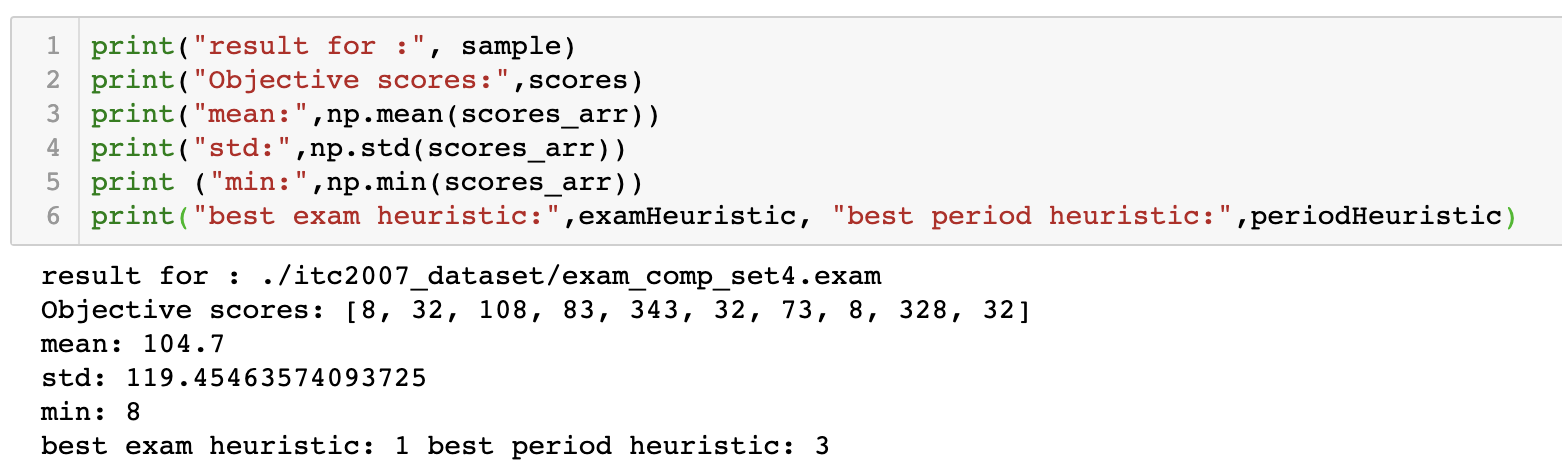 1 print("result for :", sample)
2 print("Objective scores:",scores)
3 print("mean:",np.mean(scores_arr))
4 print("std:",np.std(scores_arr))
5 print ("min:",np.min(scores_arr))
6 print("best exam heuristic:",examHeuristic, "best period heuristic:",periodHeuristic)
result for : ./itc2007_dataset/exam_comp_set4.exam
Objective scores: [8, 32, 108, 83, 343, 32, 73, 8, 328, 32]
mean: 104.7
std: 119.45463574093725
min: 8
best exam heuristic: 1 best period heuristic: 3